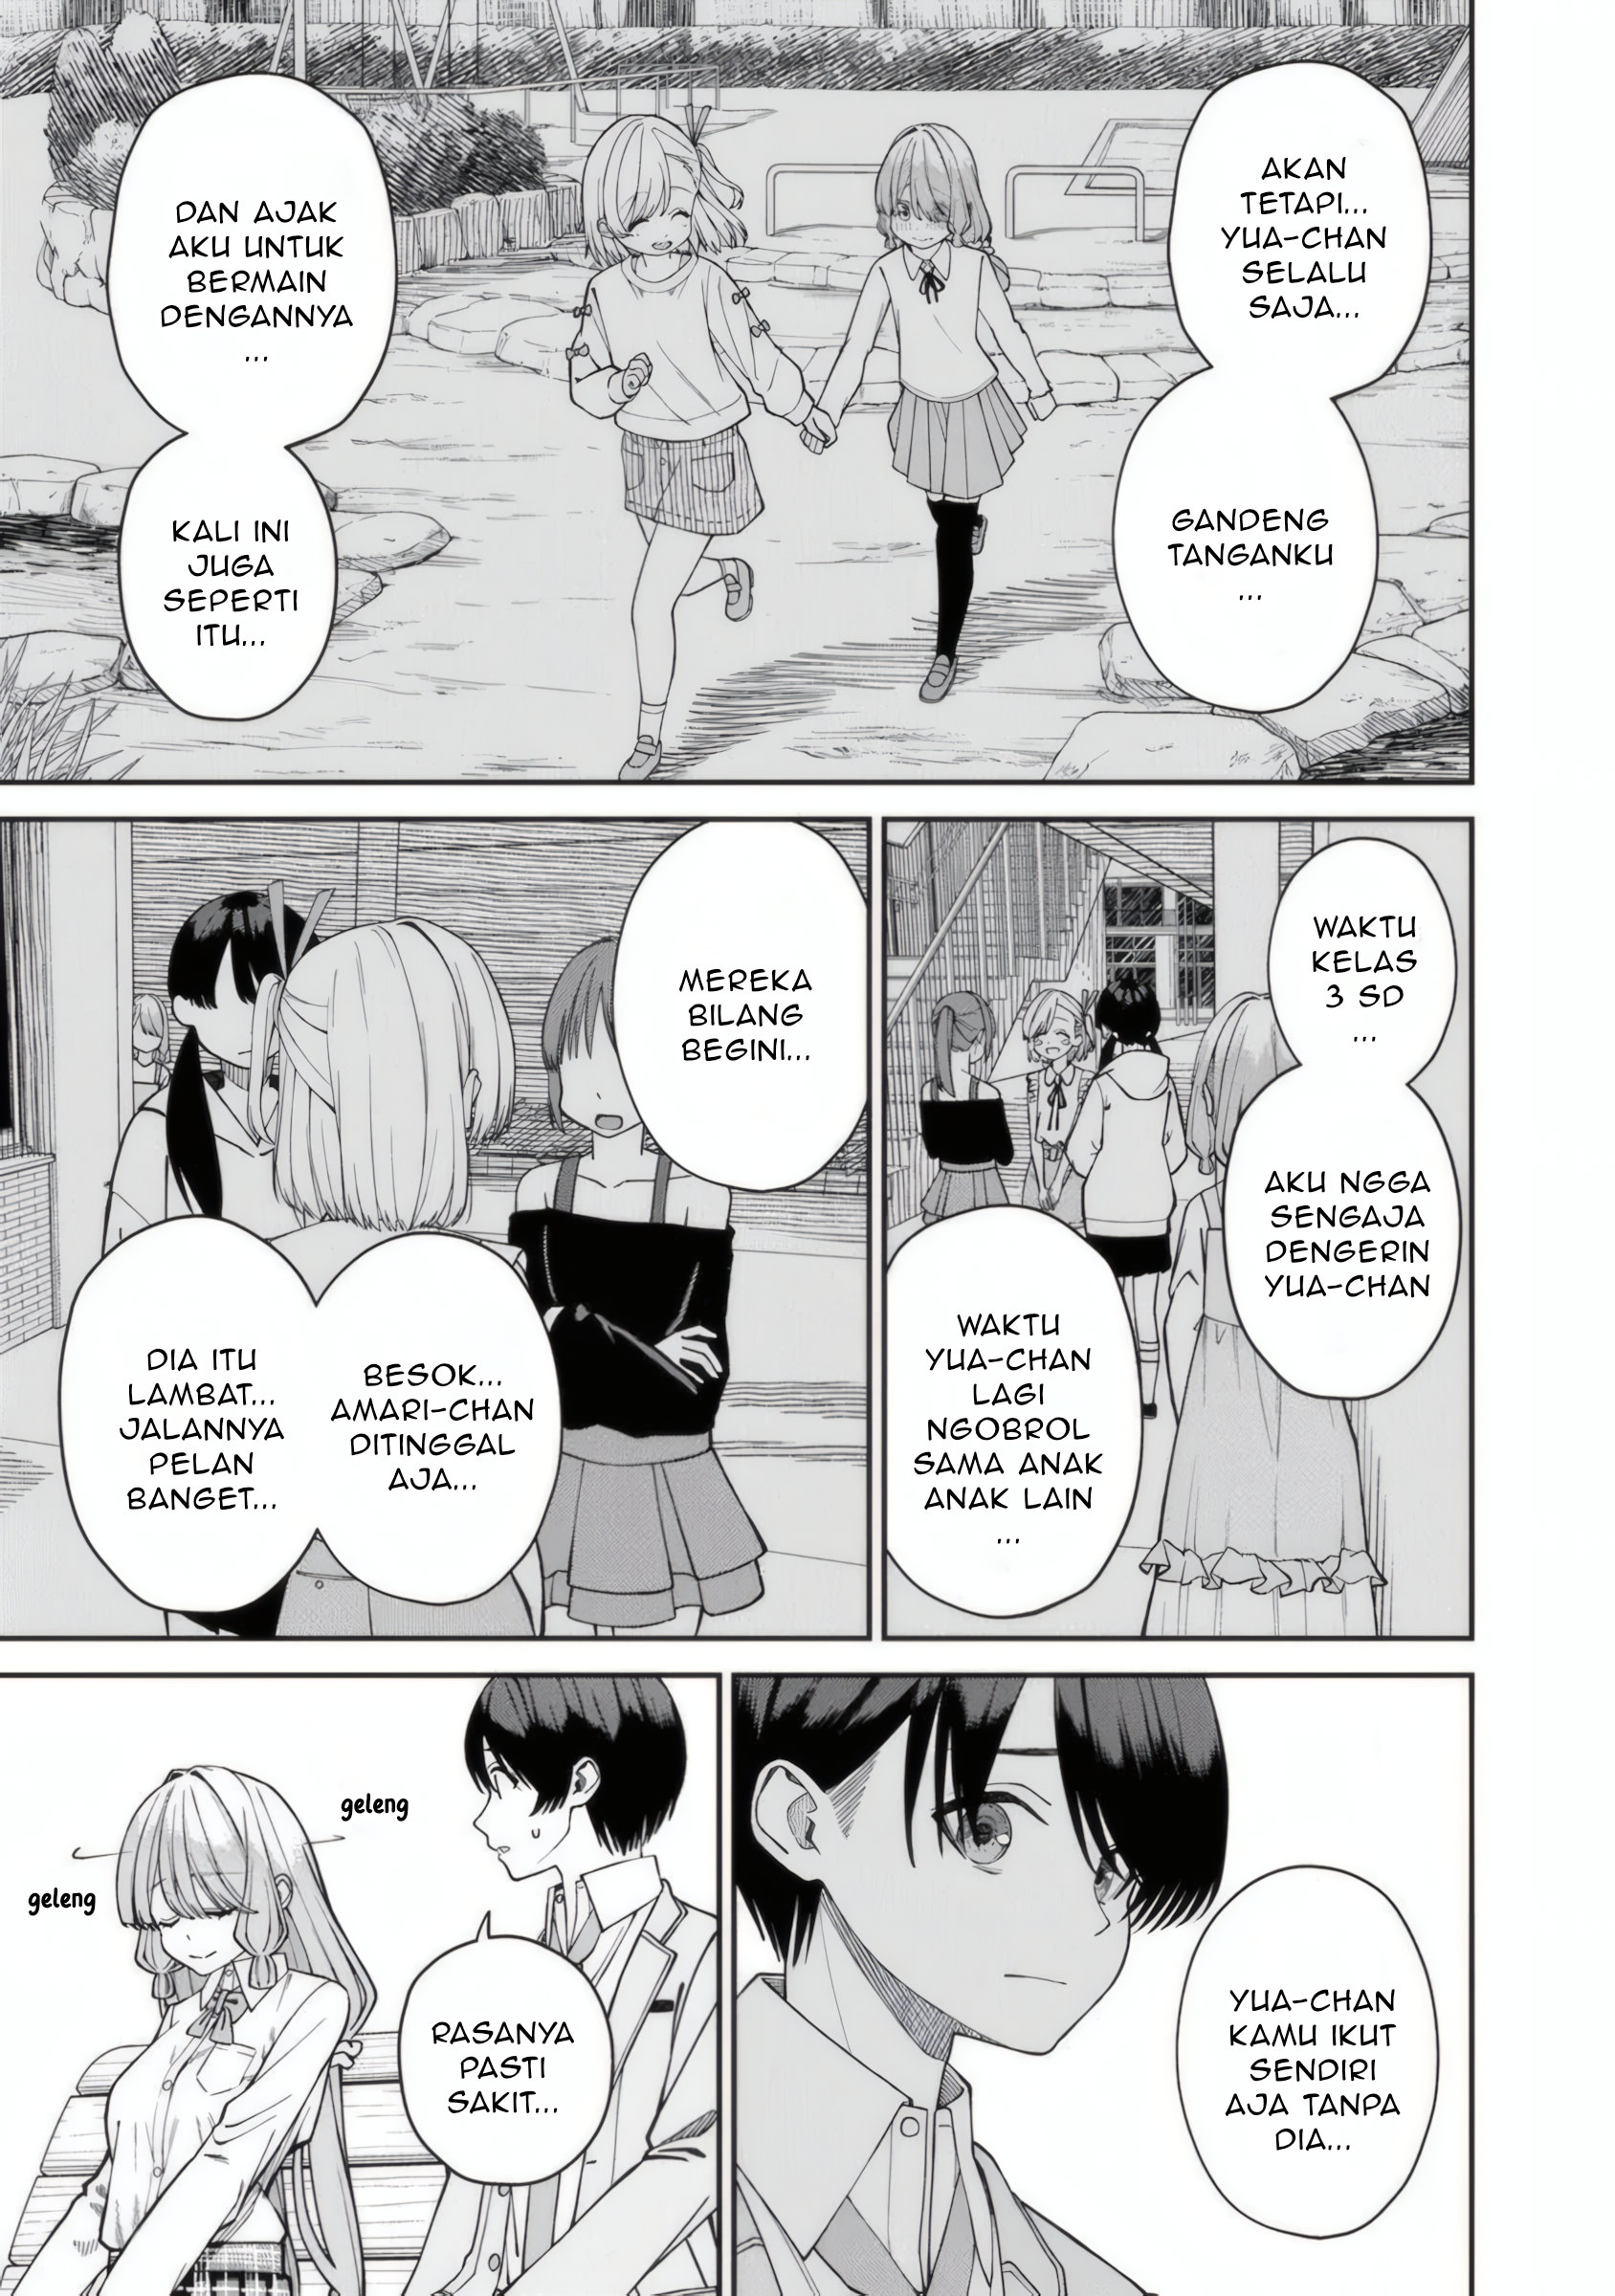 AKAN
TETAPI...
YUA-CHAN
SELALU
SAJA...
GANDENG
TANGANKU
...
DAN AJAK
AKU UNTUK
BERMAIN
DENGANNYA
...
KALI INI
JUGA
SEPERTI
ITU...
WAKTU
KELAS
3 SD
...
AKU NGGA
SENGAJA
DENGERIN
YUA-CHAN
WAKTU
YUA-CHAN
LAGI
NGOBROL
SAMA ANAK
ANAK LAIN
...
MEREKA
BILANG
BEGINI...
BESOK...
AMARI-CHAN
DITINGGAL
AJA...
DIA ITU
LAMBAT...
JALANNYA
PELAN
BANGET...
YUA-CHAN
KAMU IKUT
SENDIRI
AJA TANPA
DIA...
RASANYA
PASTI
SAKIT...
geleng
geleng